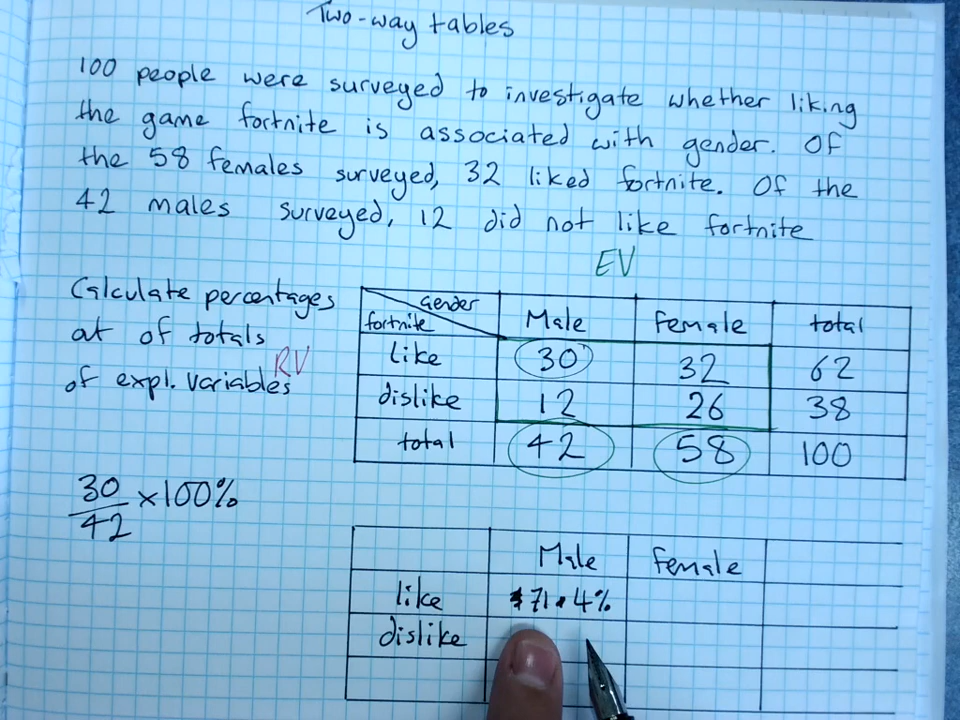 Two-way tables
100 people were surveyed to investigate whether liking
the game fortnite is associated with gender. Of
the 58 females surveyed, 32 liked fortnite. Of the
42 males surveyed, 12 did not like fortnite
EV
Calculate percentages
at of totals
of expl. variables
RV
gender
fortnite Male female total
like 30 32 62
dislike 12 26 38
total 42 58 100
30
42
×100%
Male female
like 71.4%
dislike